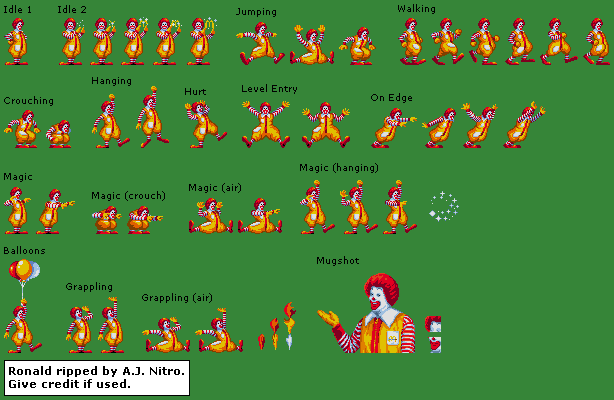 Idle 1
Idle 2
Jumping
Walking
Crouching
Hanging
Hurt
Level Entry
On Edge
Magic
Magic (crouch)
Magic (air)
Magic (hanging)
Balloons
Grappling
Grappling (air)
Mugshot
Ronald ripped by A.J. Nitro.
Give credit if used.